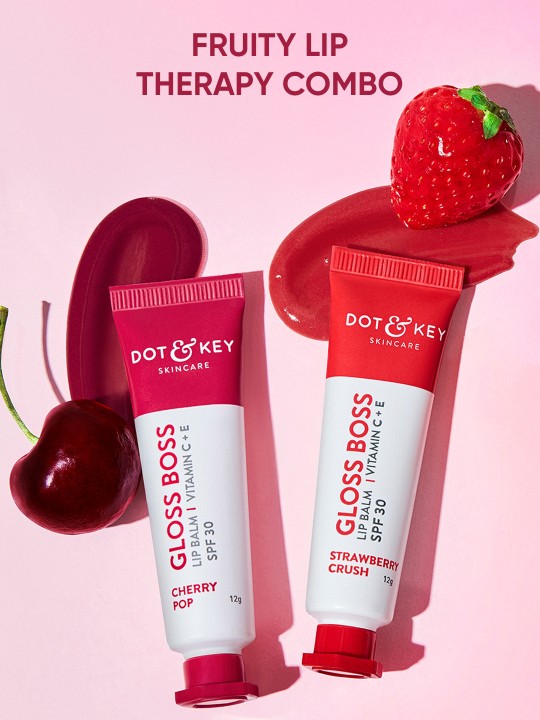 FRUITY LIP
THERAPY COMBO
DOT & KEY
SKINCARE
GLOSS BOSS
LIP BALM | VITAMIN C + E
SPF 30
CHERRY
POP
12g
DOT & KEY
SKINCARE
GLOSS BOSS
LIP BALM | VITAMIN C + E
SPF 30
STRAWBERRY
CRUSH
12g